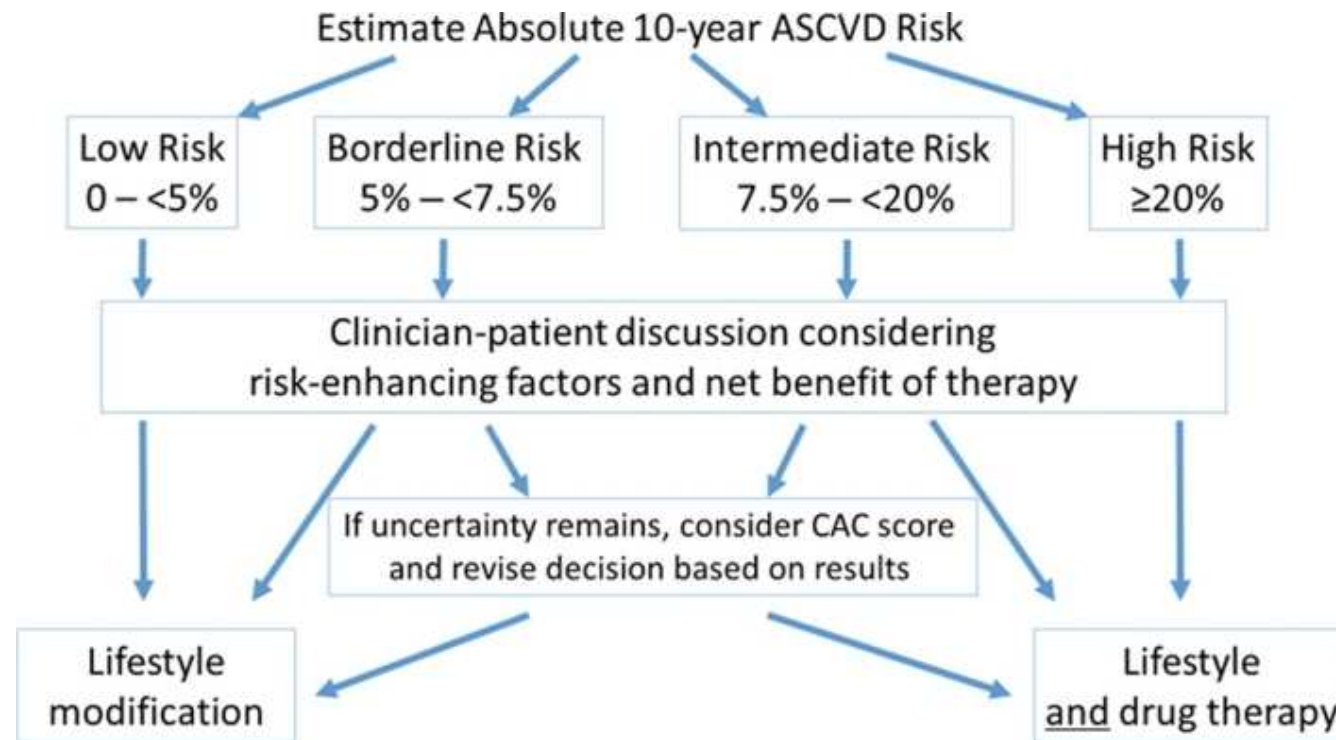 Estimate Absolute 10-year ASCVD Risk
Low Risk
0 – <5%
Borderline Risk
5% – <7.5%
Intermediate Risk
7.5% – <20%
High Risk
≥20%
Clinician-patient discussion considering
risk-enhancing factors and net benefit of therapy
If uncertainty remains, consider CAC score
and revise decision based on results
Lifestyle
modification
Lifestyle
and drug therapy